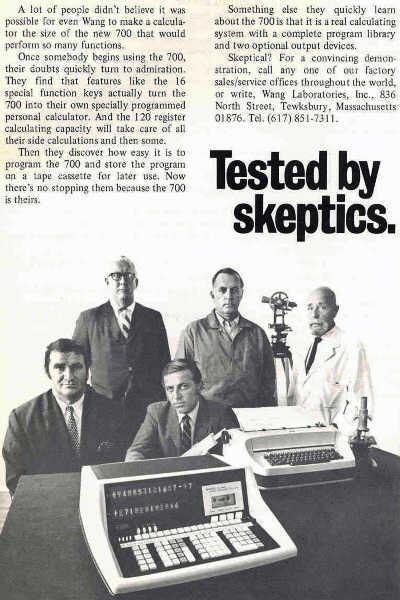 A lot of people didn't believe it was
possible for even Wang to make a calcula-
tor the size of the new 700 that would
perform so many functions.
Once somebody begins using the 700,
their doubts quickly turn to admiration.
They find that features like the 16
special function keys actually turn the
700 into their own specially programmed
personal calculator. And the 120 register
calculating capacity will take care of all
their side calculations and then some.
Then they discover how easy it is to
program the 700 and store the program
on a tape cassette for later use. Now
there's no stopping them because the 700
is theirs.
Something else they quickly learn
about the 700 is that it is a real calculating
system with a complete program library
and two optional output devices.
Skeptical? For a convincing demon-
stration, call any one of our factory
sales/service offices throughout the world,
or write, Wang Laboratories, Inc., 836
North Street, Tewksbury, Massachusetts
01876. Tel. (617) 851-7311.
Tested by
skeptics.